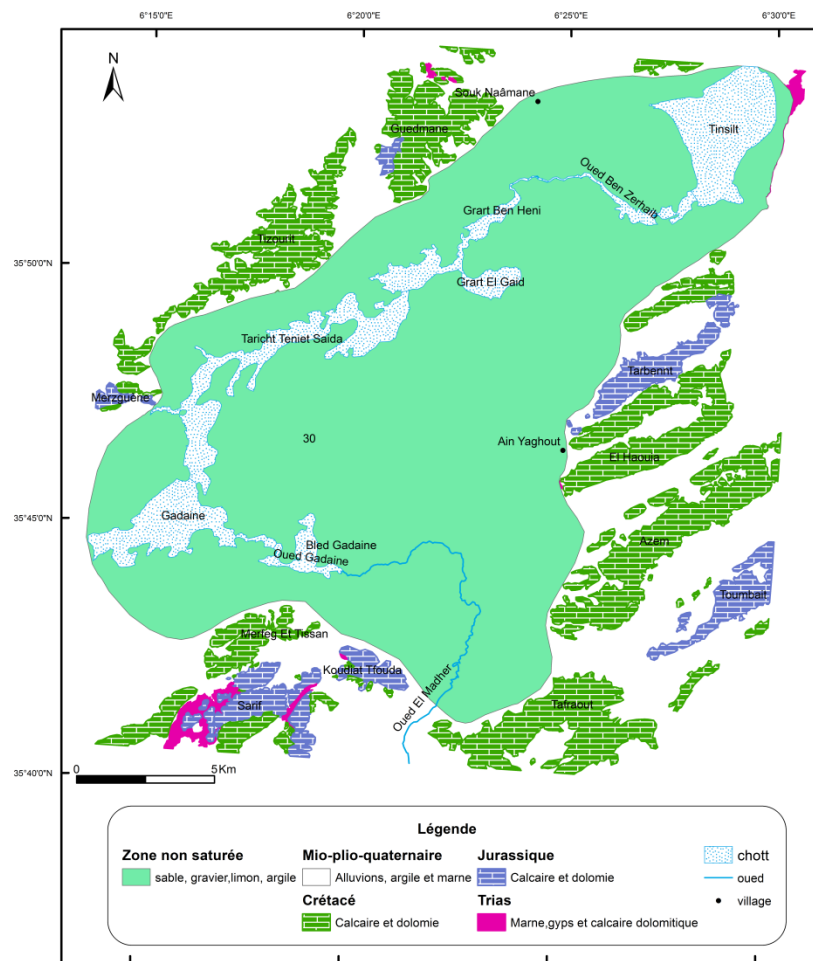 6°15'0"E 6°20'0"E 6°25'0"E 6°30'0"E
N
Souk Naâmane
Guedmane
Tinsilt
Oued Ben Zerhaib
Grart Ben Heni
Tizourit
35°50'0"N
Grart El Gaid
Taricht Teniet Saida
Tarbennt
Merzguene
30
Ain Yaghout
El Haouia
Gadaine
35°45'0"N
Bled Gadaine
Oued Gadaine
Azem
Toumbait
Merfeg Et Tissan
Koudiat Tfouda
Oued El Madher
Sarif
Tafraout
35°40'0"N
0 5Km
Légende
Zone non saturée
sable, gravier,limon, argile
Mio-plio-quaternaire
Alluvions, argile et marne
Crétacé
Calcaire et dolomie
Jurassique
Calcaire et dolomie
Trias
Marne,gyps et calcaire dolomitique
chott
oued
village